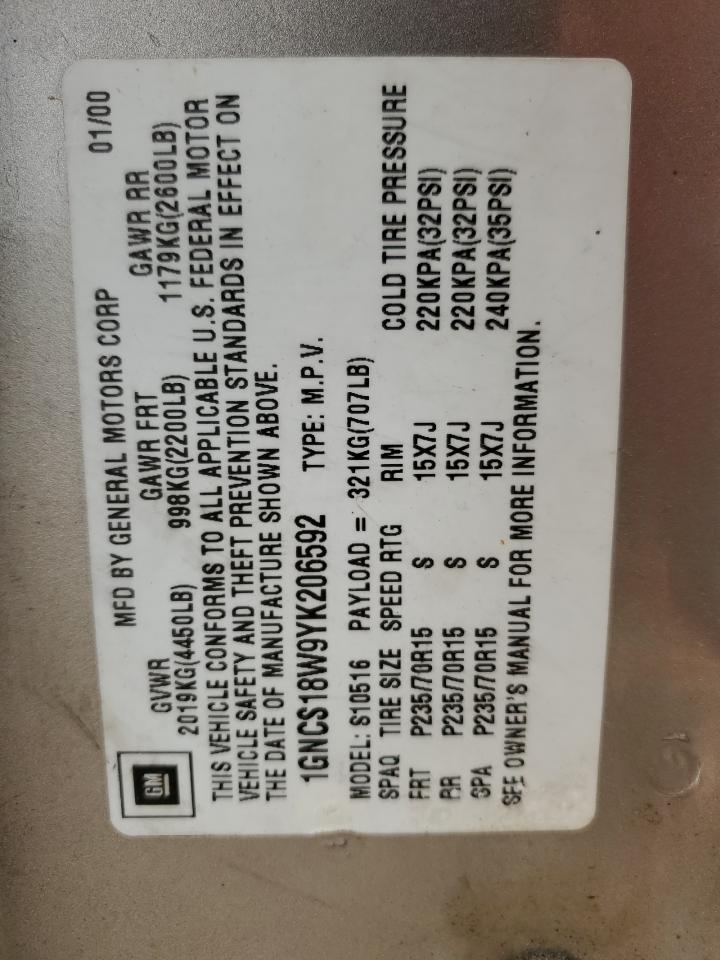 MFD BY GENERAL MOTORS CORP 01/00
GM
GVWR GAWR FRT GAWR RR
2019KG(4450LB) 998KG(2200LB) 1179KG(2600LB)
THIS VEHICLE CONFORMS TO ALL APPLICABLE U.S. FEDERAL MOTOR
VEHICLE SAFETY AND THEFT PREVENTION STANDARDS IN EFFECT ON
THE DATE OF MANUFACTURE SHOWN ABOVE.
1GNCS18W9YK206592 TYPE: M.P.V.
MODEL: S10516 PAYLOAD = 321KG(707LB)
SPAQ TIRE SIZE SPEED RTG RIM COLD TIRE PRESSURE
FRT P235/70R15 S 15X7J 220KPA(32PSI)
RR P235/70R15 S 15X7J 220KPA(32PSI)
SPA P235/70R15 S 15X7J 240KPA(35PSI)
SEE OWNER'S MANUAL FOR MORE INFORMATION.